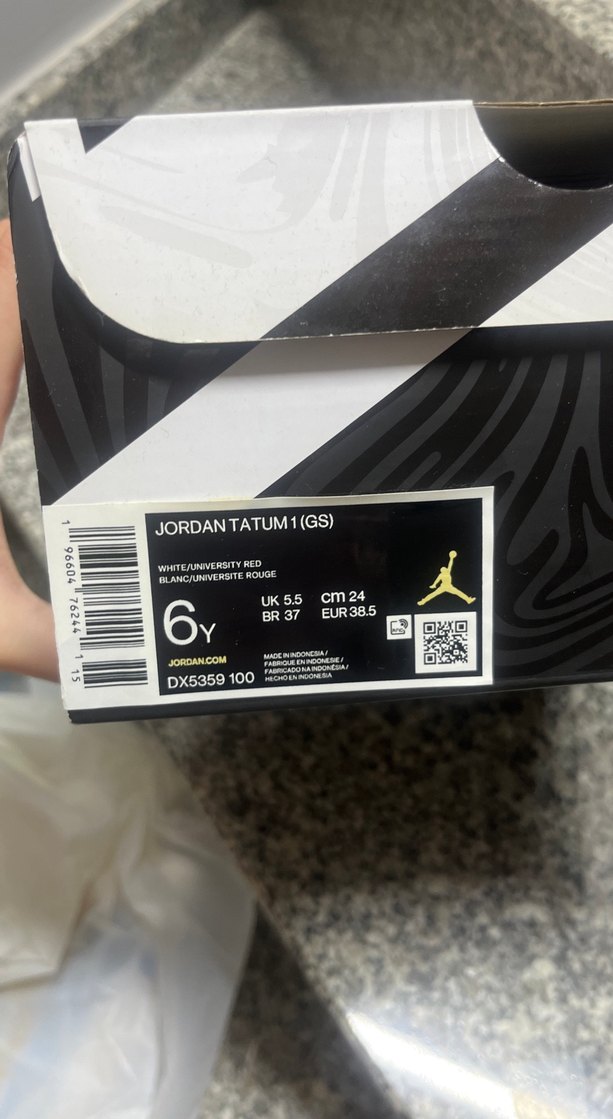 JORDAN TATUM 1 (GS)
WHITE/UNIVERSITY RED
BLANC/UNIVERSITE ROUGE
6Y
UK 5.5 cm 24
BR 37 EUR 38.5
JORDAN.COM
DX5359 100
MADE IN INDONESIA /
FABRIQUE EN INDONESIE /
FABRICADO NA INDONÉSIA /
HECHO EN INDONESIA
1 96604 76244 1 15